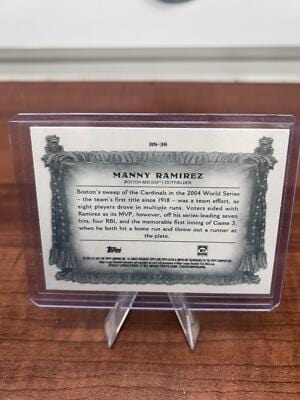 BS-38
MANNY RAMIREZ
BOSTON RED SOX® | OUTFIELDER
Boston's sweep of the Cardinals in the 2004 World Series
– the team's first title since 1918 – was a team effort, as
eight players drove in multiple runs. Voters sided with
Ramirez as its MVP, however, off his series-leading seven
hits, four RBI, and the memorable first inning of Game 3,
when he both hit a home run and threw out a runner at
the plate.
Topps